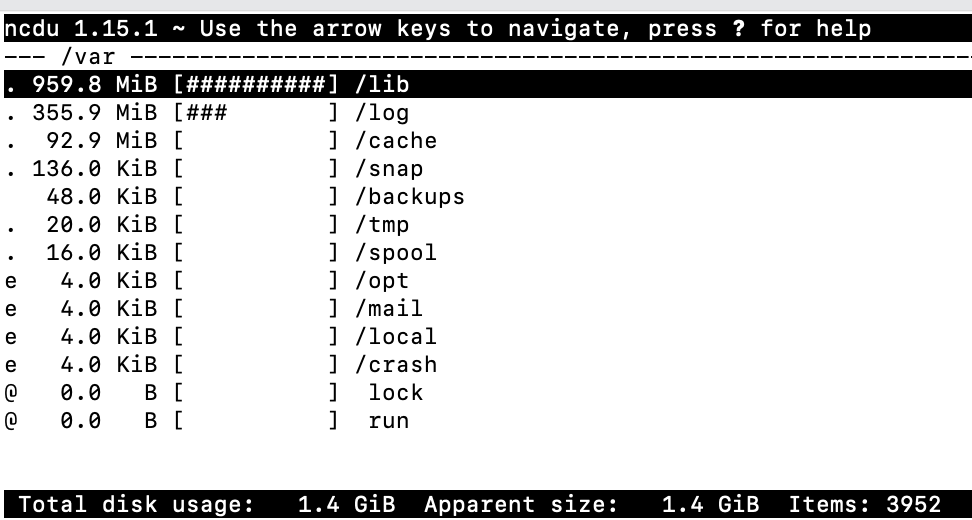 ncdu 1.15.1 ~ Use the arrow keys to navigate, press ? for help
--- /var ------------------------------------------------------------
. 959.8 MiB [##########] /lib
. 355.9 MiB [###       ] /log
.  92.9 MiB [          ] /cache
. 136.0 KiB [          ] /snap
   48.0 KiB [          ] /backups
.  20.0 KiB [          ] /tmp
.  16.0 KiB [          ] /spool
e   4.0 KiB [          ] /opt
e   4.0 KiB [          ] /mail
e   4.0 KiB [          ] /local
e   4.0 KiB [          ] /crash
@   0.0   B [          ]  lock
@   0.0   B [          ]  run
 Total disk usage:   1.4 GiB  Apparent size:   1.4 GiB  Items: 3952